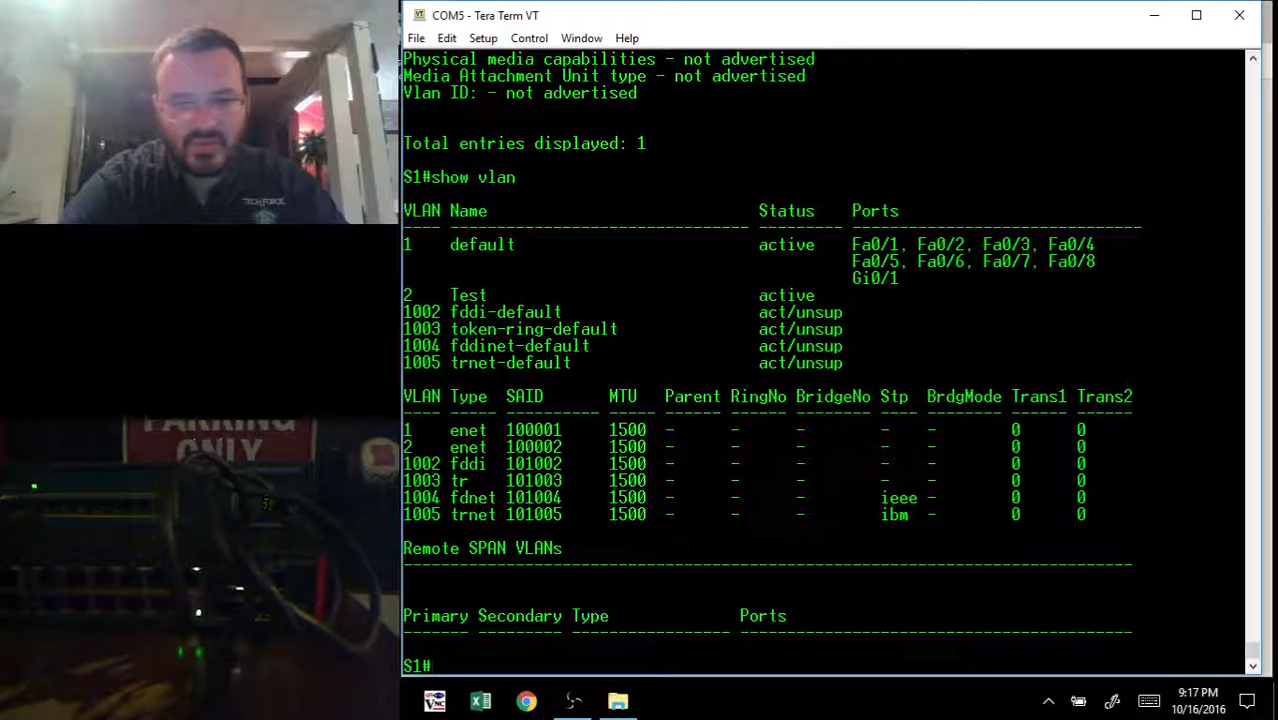 COM5 - Tera Term VT
File Edit Setup Control Window Help
Physical media capabilities - not advertised
Media Attachment Unit type - not advertised
Vlan ID: - not advertised
Total entries displayed: 1
S1#show vlan
VLAN Name Status Ports
---- -------------------------------- --------- -------------------------------
1 default active Fa0/1, Fa0/2, Fa0/3, Fa0/4
Fa0/5, Fa0/6, Fa0/7, Fa0/8
Gi0/1
2 Test active
1002 fddi-default act/unsup
1003 token-ring-default act/unsup
1004 fddinet-default act/unsup
1005 trnet-default act/unsup
VLAN Type SAID MTU Parent RingNo BridgeNo Stp BrdgMode Trans1 Trans2
---- ----- ---------- ----- ------ ------ -------- ---- -------- ------ ------
1 enet 100001 1500 - - - - - 0 0
2 enet 100002 1500 - - - - - 0 0
1002 fddi 101002 1500 - - - - - 0 0
1003 tr 101003 1500 - - - - - 0 0
1004 fdnet 101004 1500 - - - ieee - 0 0
1005 trnet 101005 1500 - - - ibm - 0 0
Remote SPAN VLANs
------------------------------------------------------------------------------
Primary Secondary Type Ports
------- --------- ----------------- ------------------------------------------
S1#
TECH FORCE
PARKING
ONLY
VNC
9:17 PM
10/16/2016